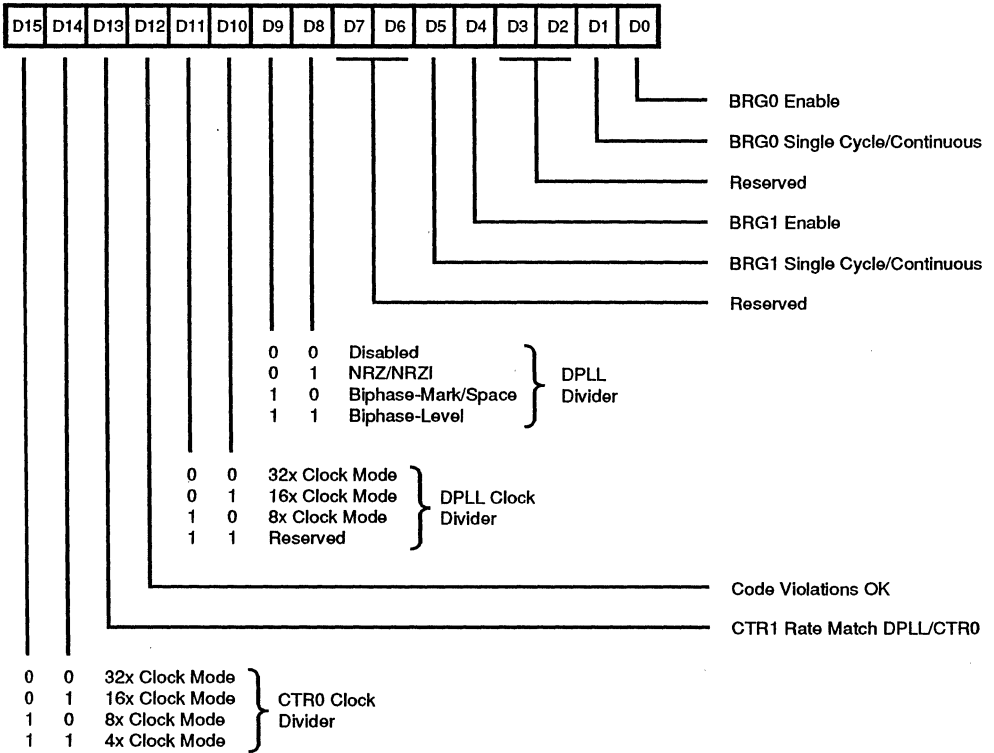 D15 D14 D13 D12 D11 D10 D9 D8 D7 D6 D5 D4 D3 D2 D1 D0
BRG0 Enable
BRG0 Single Cycle/Continuous
Reserved
BRG1 Enable
BRG1 Single Cycle/Continuous
Reserved
0 0 Disabled
0 1 NRZ/NRZI
1 0 Biphase-Mark/Space
1 1 Biphase-Level
DPLL
Divider
0 0 32x Clock Mode
0 1 16x Clock Mode
1 0 8x Clock Mode
1 1 Reserved
DPLL Clock
Divider
Code Violations OK
CTR1 Rate Match DPLL/CTR0
0 0 32x Clock Mode
0 1 16x Clock Mode
1 0 8x Clock Mode
1 1 4x Clock Mode
CTR0 Clock
Divider